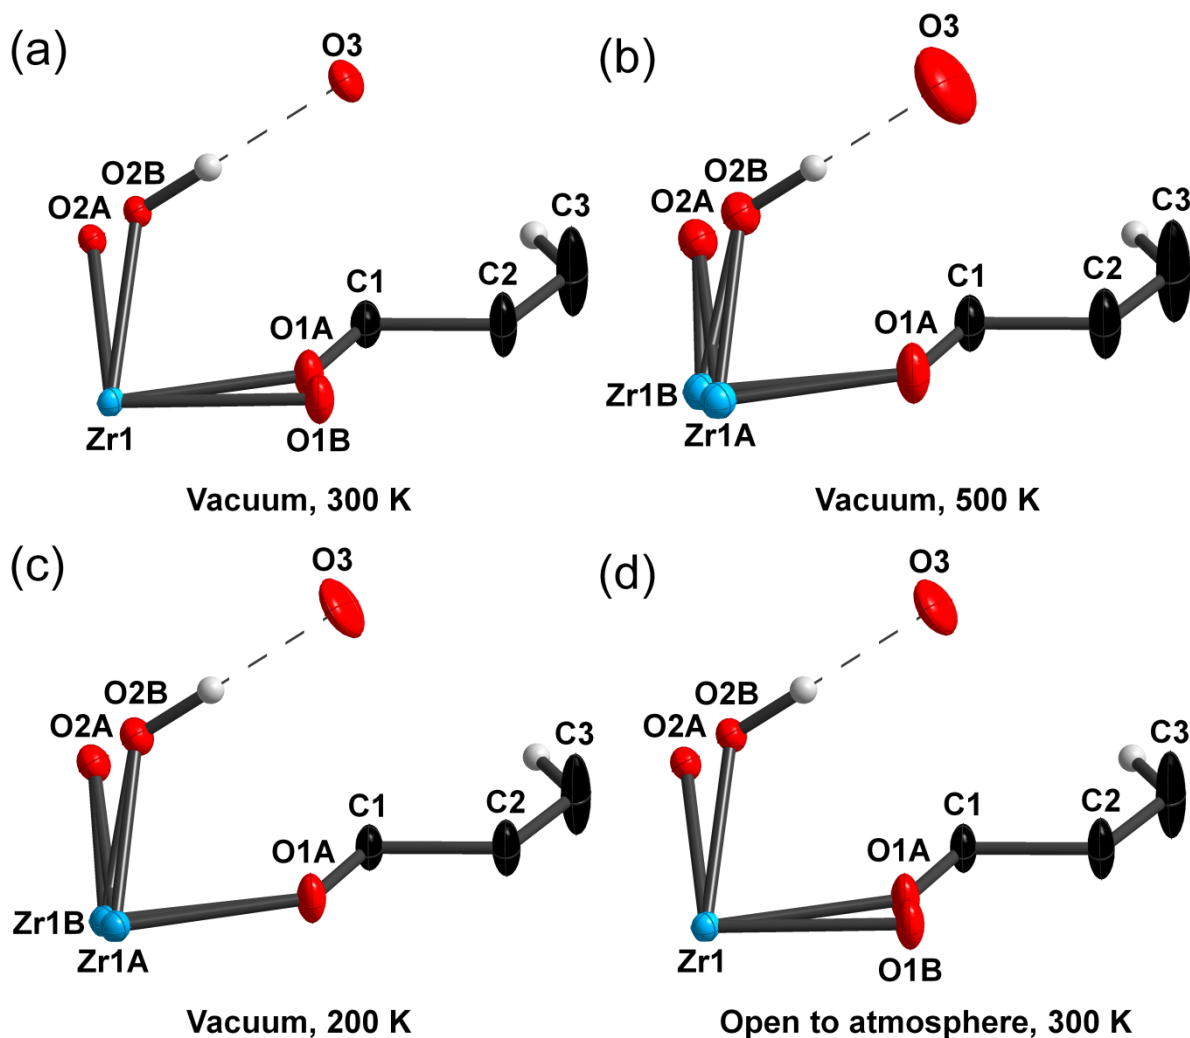 (a)
O3
O2B
O2A
C3
C2
C1
O1A
Zr1
O1B
Vacuum, 300 K
(b)
O3
O2B
O2A
C3
C2
C1
O1A
Zr1B
Zr1A
Vacuum, 500 K
(c)
O3
O2B
O2A
C3
C2
C1
O1A
Zr1B
Zr1A
Vacuum, 200 K
(d)
O3
O2B
O2A
C3
C2
C1
O1A
Zr1
O1B
Open to atmosphere, 300 K